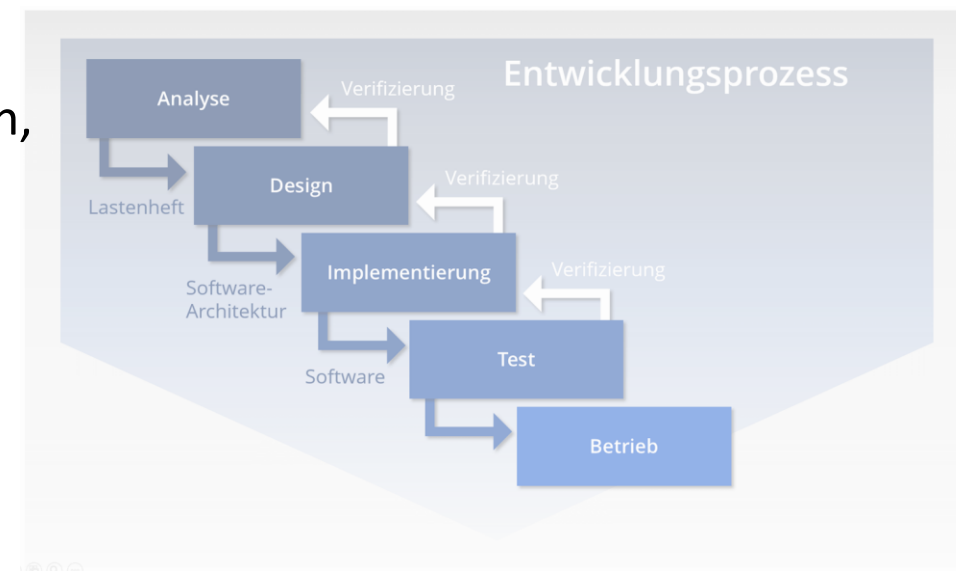 n,
Entwicklungsprozess
Analyse
Verifizierung
Lastenheft
Design
Verifizierung
Software-
Architektur
Implementierung
Verifizierung
Software
Test
Betrieb